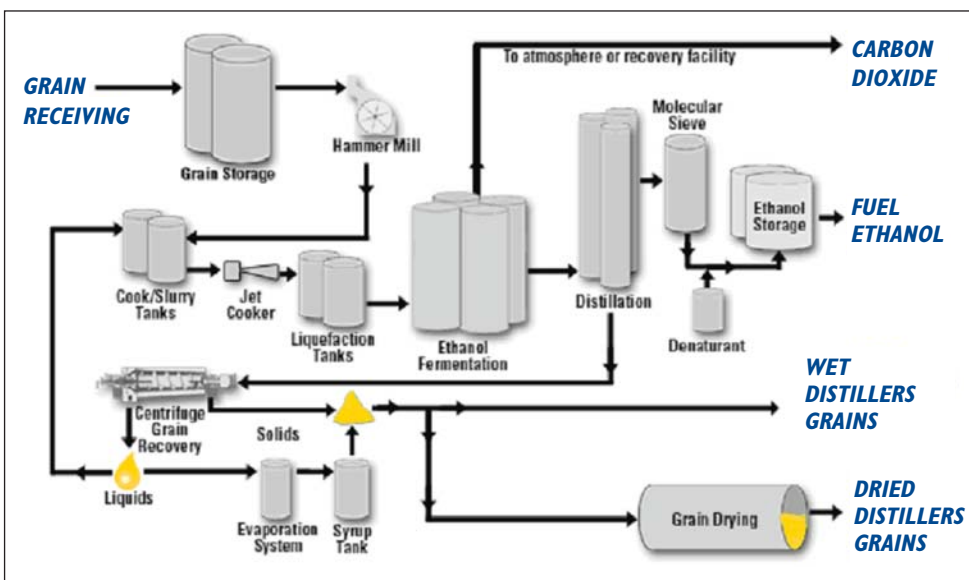 GRAIN
RECEIVING
Grain Storage
Hammer Mill
To atmosphere or recovery facility
CARBON
DIOXIDE
Molecular
Sieve
Ethanol
Storage
FUEL
ETHANOL
Cook/Slurry
Tanks
Jet
Cooker
Liquefaction
Tanks
Ethanol
Fermentation
Distillation
Denaturant
WET
DISTILLERS
GRAINS
Centrifuge
Grain
Recovery
Solids
Liquids
Evaporation
System
Syrup
Tank
Grain Drying
DRIED
DISTILLERS
GRAINS